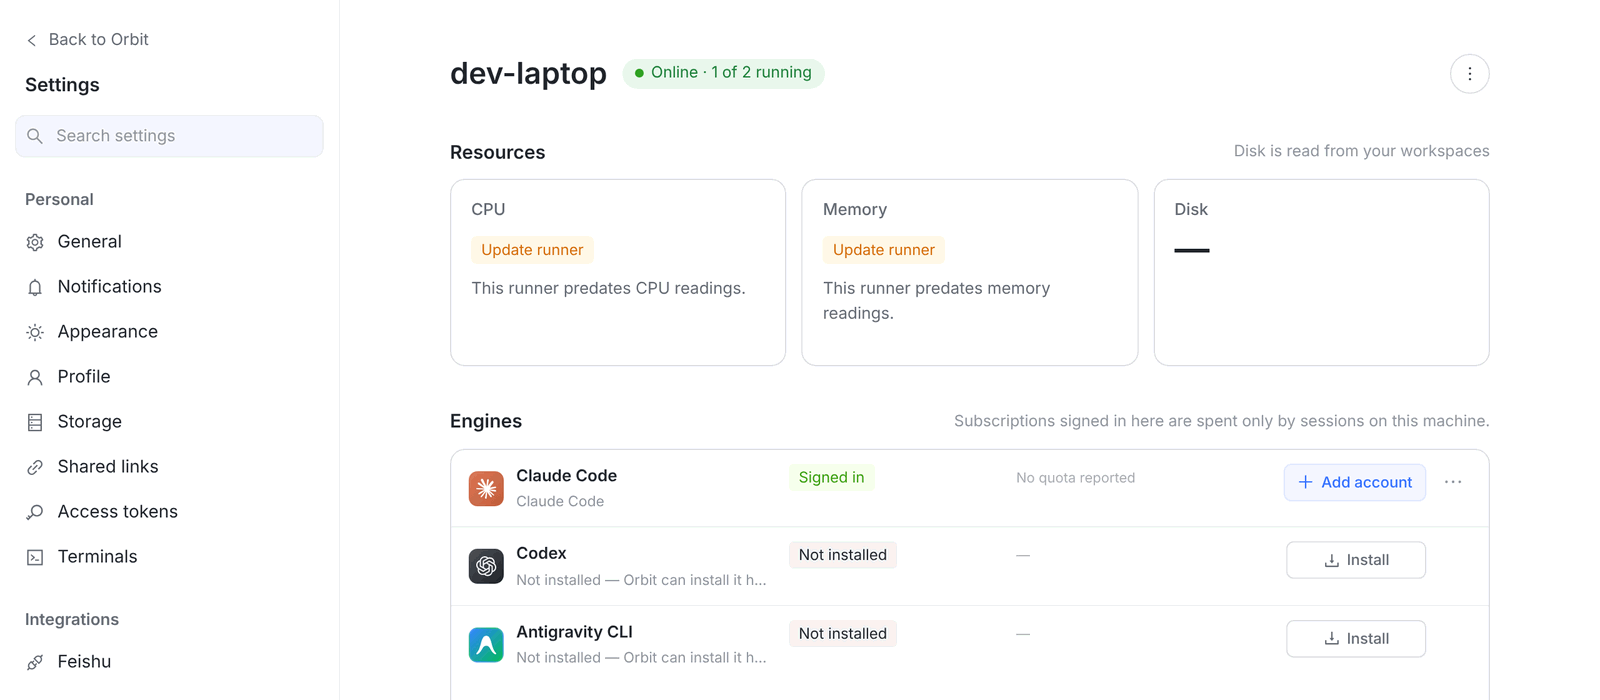 Back to Orbit
Settings
Search settings
Personal
General
Notifications
Appearance
Profile
Storage
Shared links
Access tokens
Terminals
Integrations
Feishu
dev-laptop
Online · 1 of 2 running
Resources
Disk is read from your workspaces
CPU
Update runner
This runner predates CPU readings.
Memory
Update runner
This runner predates memory
readings.
Disk
—
Engines
Subscriptions signed in here are spent only by sessions on this machine.
Claude Code
Claude Code
Signed in
No quota reported
+ Add account
Codex
Not installed — Orbit can install it h...
Not installed
—
Install
Antigravity CLI
Not installed — Orbit can install it h...
Not installed
—
Install